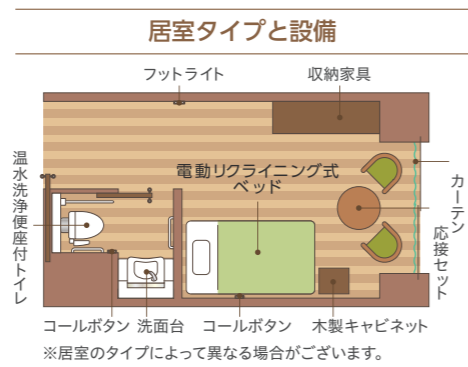 居室タイプと設備
フットライト
収納家具
温水洗浄便座付トイレ
電動リクライニング式
ベッド
カーテン
応接セット
コールボタン
洗面台
コールボタン
木製キャビネット
※居室のタイプによって異なる場合がございます。